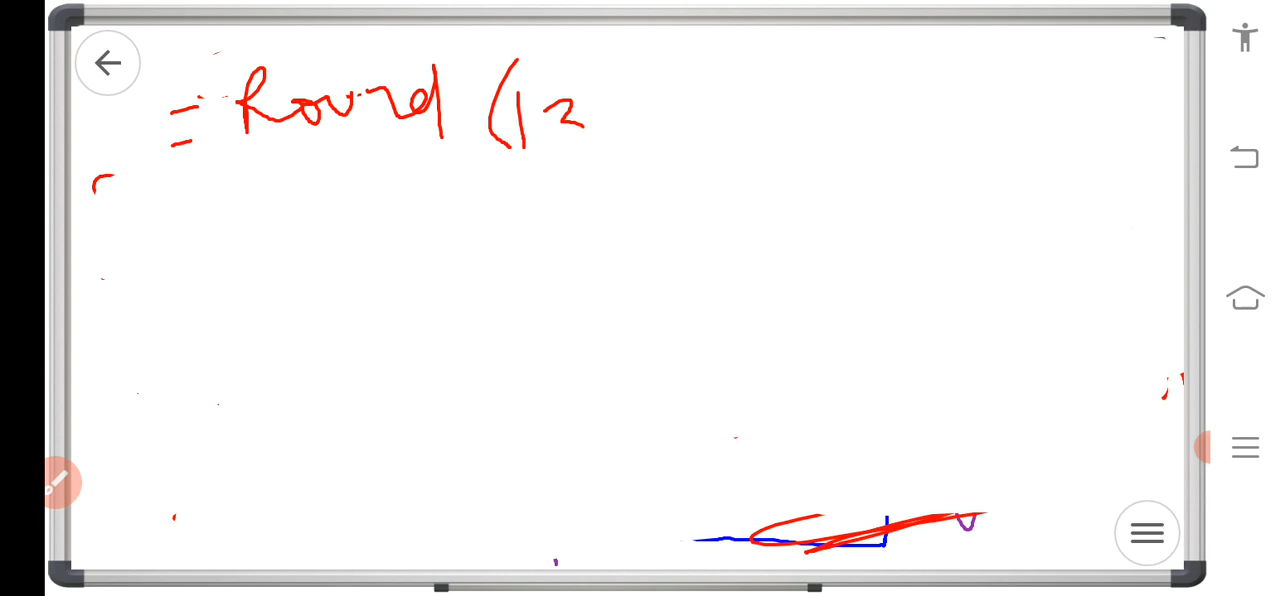 = Round (12